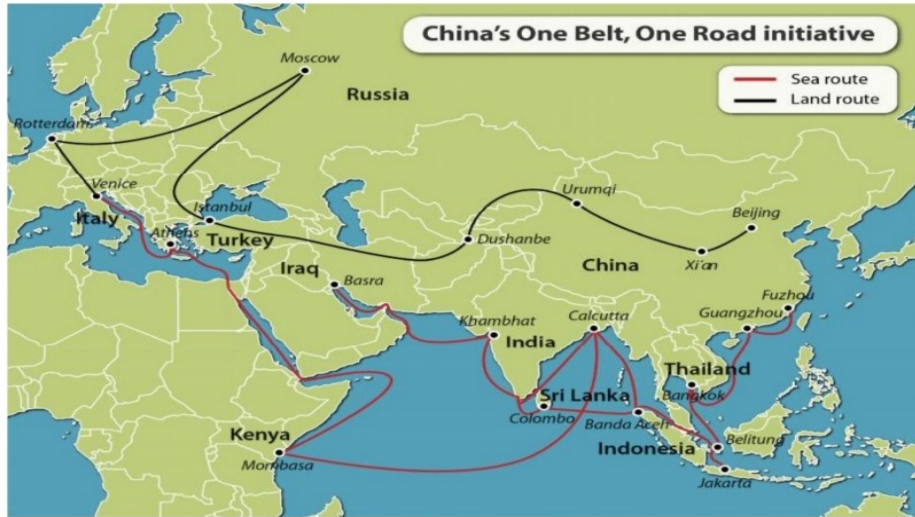 China's One Belt, One Road initiative
Sea route
Land route
Moscow
Russia
Rotterdam
Venice
Italy
Istanbul
Athens
Turkey
Urumqi
Beijing
Dushanbe
Xi'an
China
Iraq
Basra
Fuzhou
Guangzhou
Khambhat
Calcutta
India
Thailand
Bangkok
Sri Lanka
Colombo
Banda Aceh
Kenya
Mombasa
Indonesia
Belitung
Jakarta